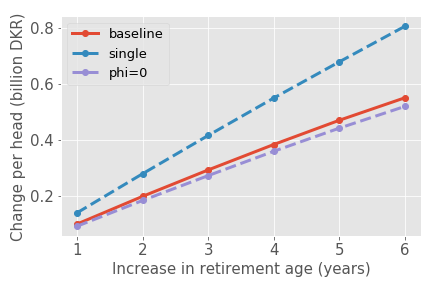 baseline
single
phi=0
Change per head (billion DKR)
0.8
0.6
0.4
0.2
1 2 3 4 5 6
Increase in retirement age (years)